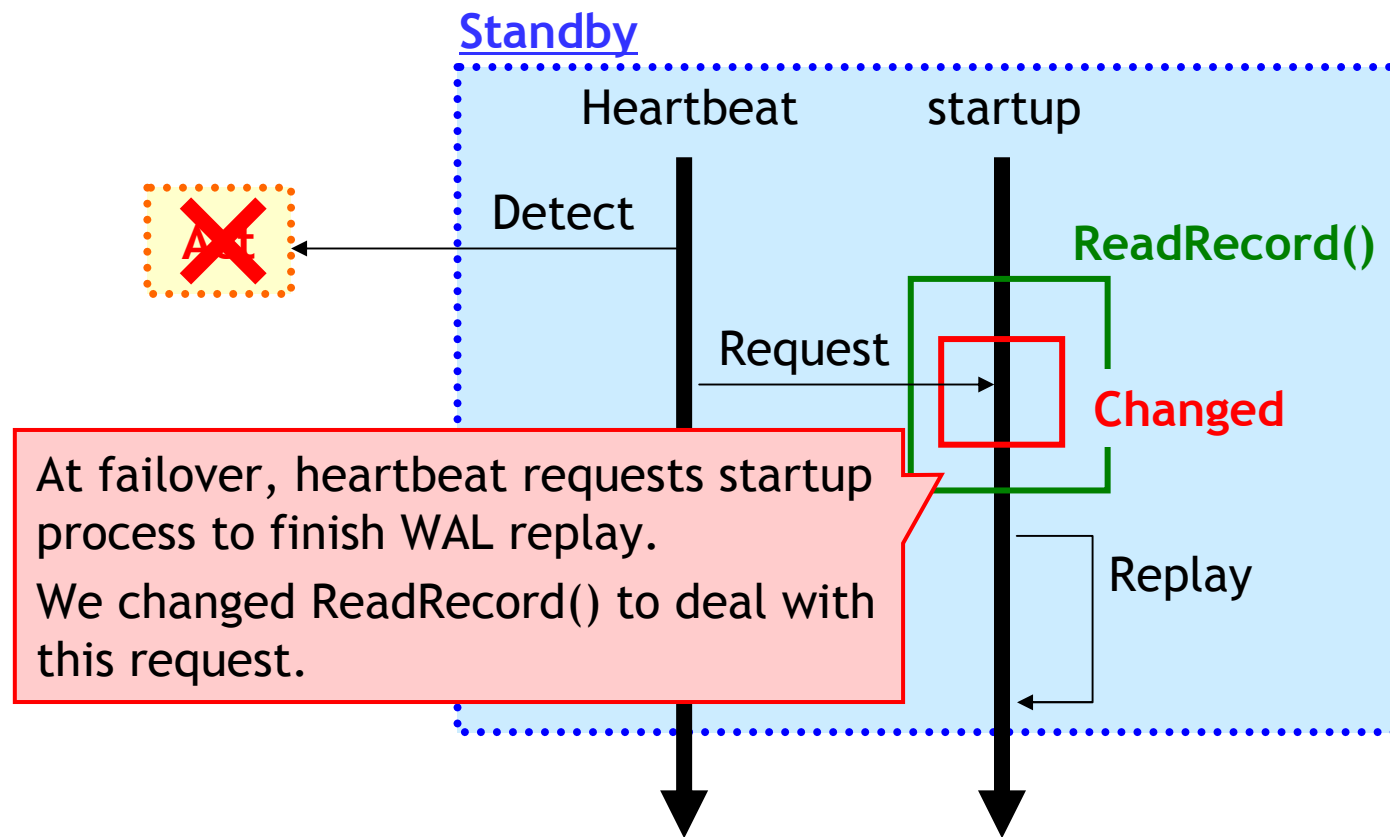 Standby
Heartbeat
startup
Detect
Act
ReadRecord()
Request
Changed
At failover, heartbeat requests startup
process to finish WAL replay.
We changed ReadRecord() to deal with
this request.
Replay